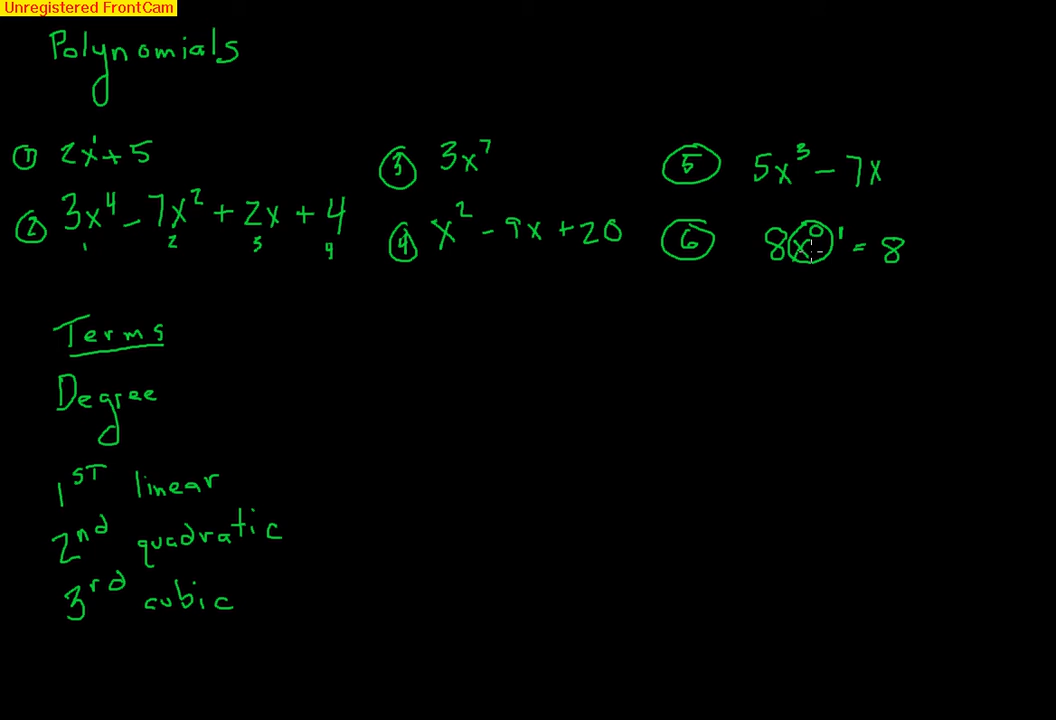 Unregistered FrontCam
Polynomials
① 2x¹ + 5
② 3x⁴ - 7x² + 2x + 4
1 2 3 4
③ 3x⁷
④ x² - 9x + 20
⑤ 5x³ - 7x
⑥ 8x⁰ ¹ = 8
Terms
Degree
1ST linear
2nd quadratic
3rd cubic